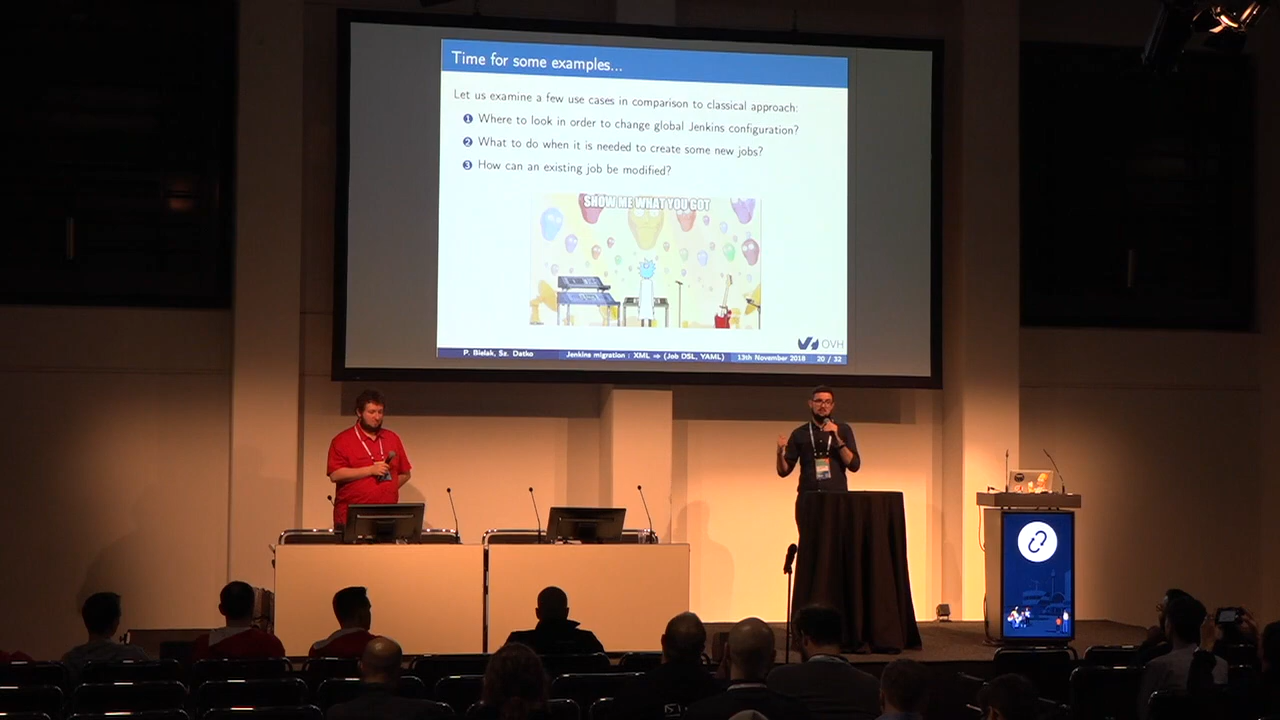 Time for some examples...
Let us examine a few use cases in comparison to classical approach:
1 Where to look in order to change global Jenkins configuration?
2 What to do when it is needed to create some new jobs?
3 How can an existing job be modified?
SHOW ME WHAT YOU GOT
OVH
P. Bielak, Sz. Datko Jenkins migration : XML ⇒ (Job DSL, YAML) 13th November 2018 20 / 32